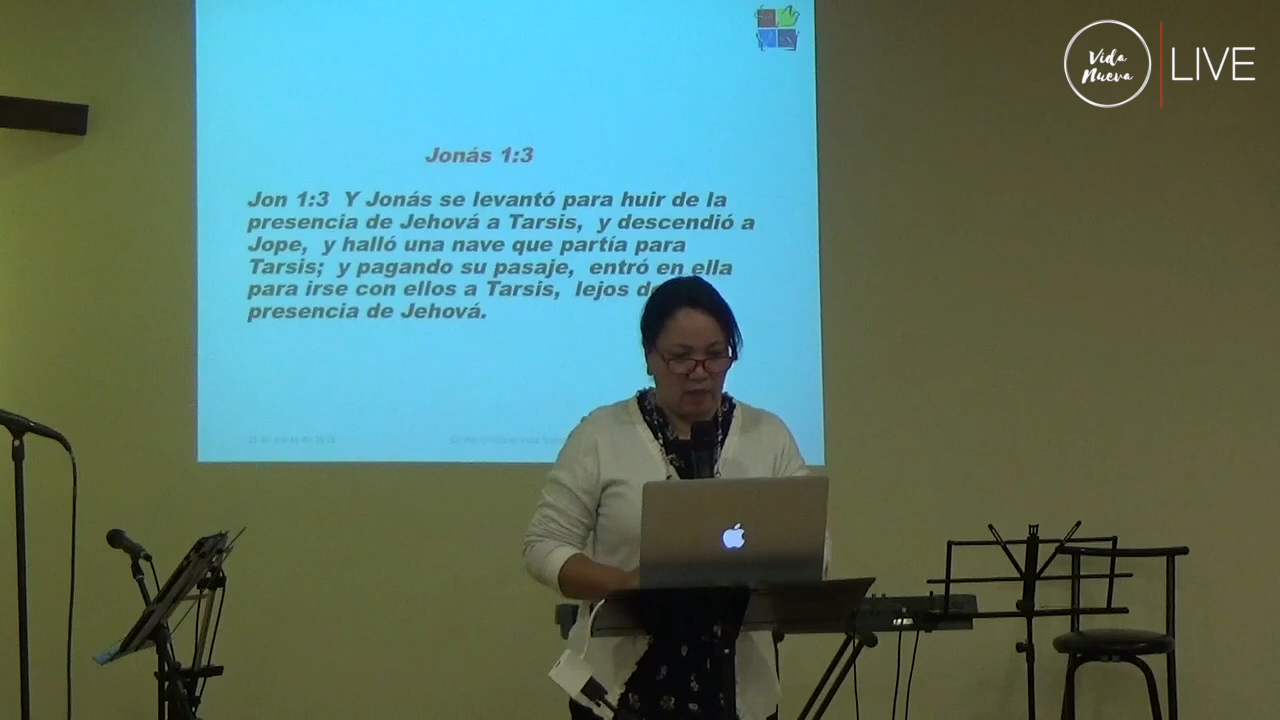 Vida
Nueva
LIVE
Jonás 1:3
Jon 1:3 Y Jonás se levantó para huir de la
presencia de Jehová a Tarsis, y descendió a
Jope, y halló una nave que partía para
Tarsis; y pagando su pasaje, entró en ella
para irse con ellos a Tarsis, lejos
presencia de Jehová.